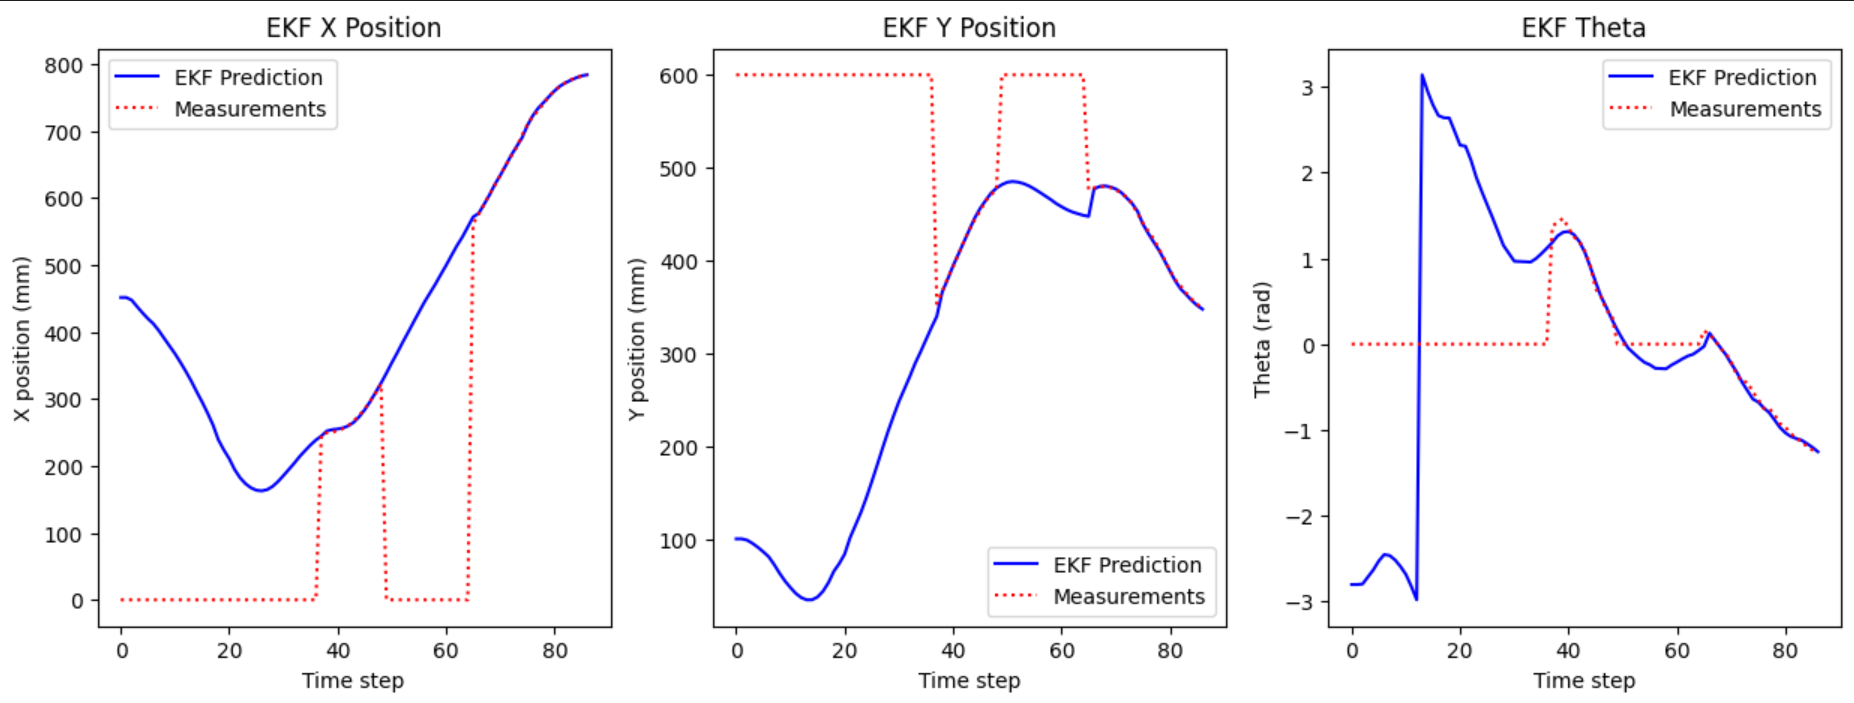 EKF X Position
EKF Prediction
Measurements
800
700
600
500
400
300
200
100
0
X position (mm)
0 20 40 60 80
Time step
EKF Y Position
600
500
400
300
200
100
Y position (mm)
EKF Prediction
Measurements
0 20 40 60 80
Time step
EKF Theta
EKF Prediction
Measurements
3
2
1
0
−1
−2
−3
Theta (rad)
0 20 40 60 80
Time step